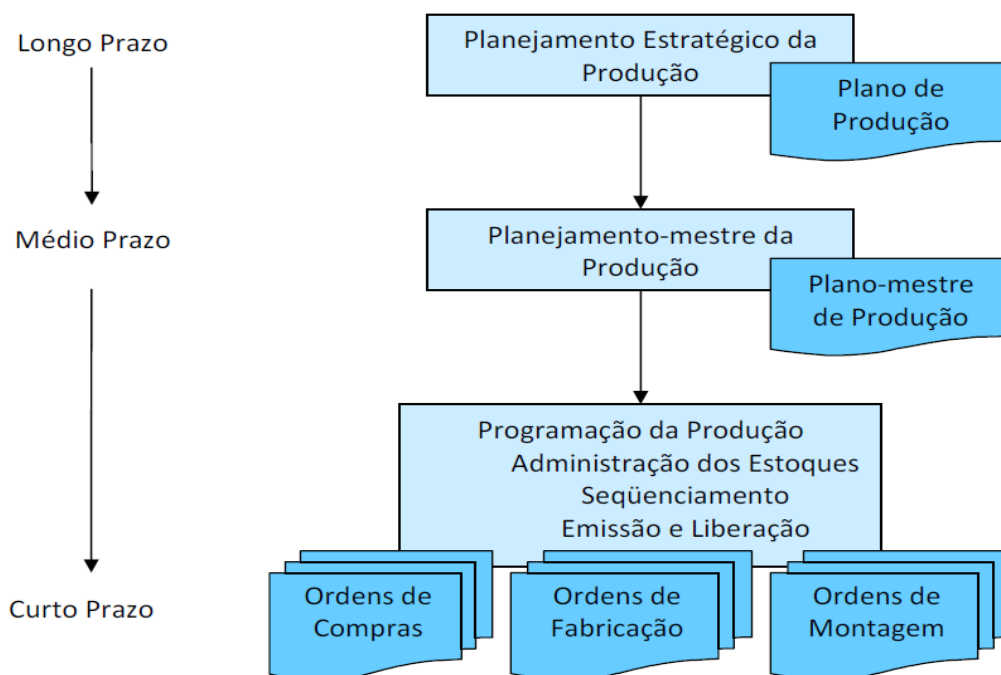 Longo Prazo
Planejamento Estratégico da
Produção
Plano de
Produção
Médio Prazo
Planejamento-mestre da
Produção
Plano-mestre
de Produção
Programação da Produção
Administração dos Estoques
Seqüenciamento
Emissão e Liberação
Curto Prazo
Ordens de
Compras
Ordens de
Fabricação
Ordens de
Montagem